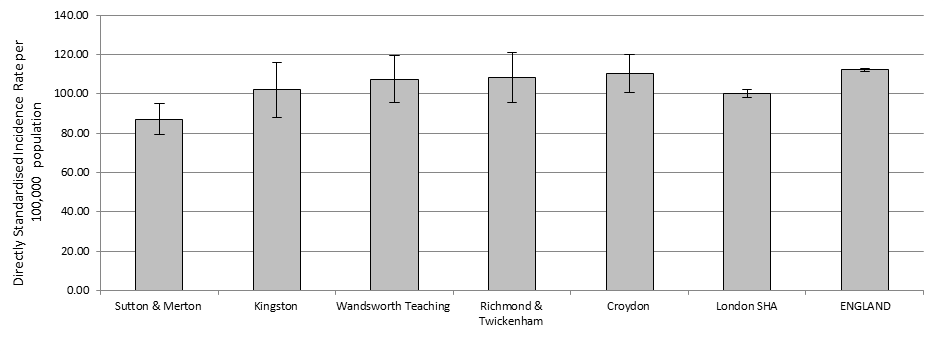 Directly Standardised Incidence Rate per
100,000 population
140.00
120.00
100.00
80.00
60.00
40.00
20.00
0.00
Sutton & Merton
Kingston
Wandsworth Teaching
Richmond &
Twickenham
Croydon
London SHA
ENGLAND